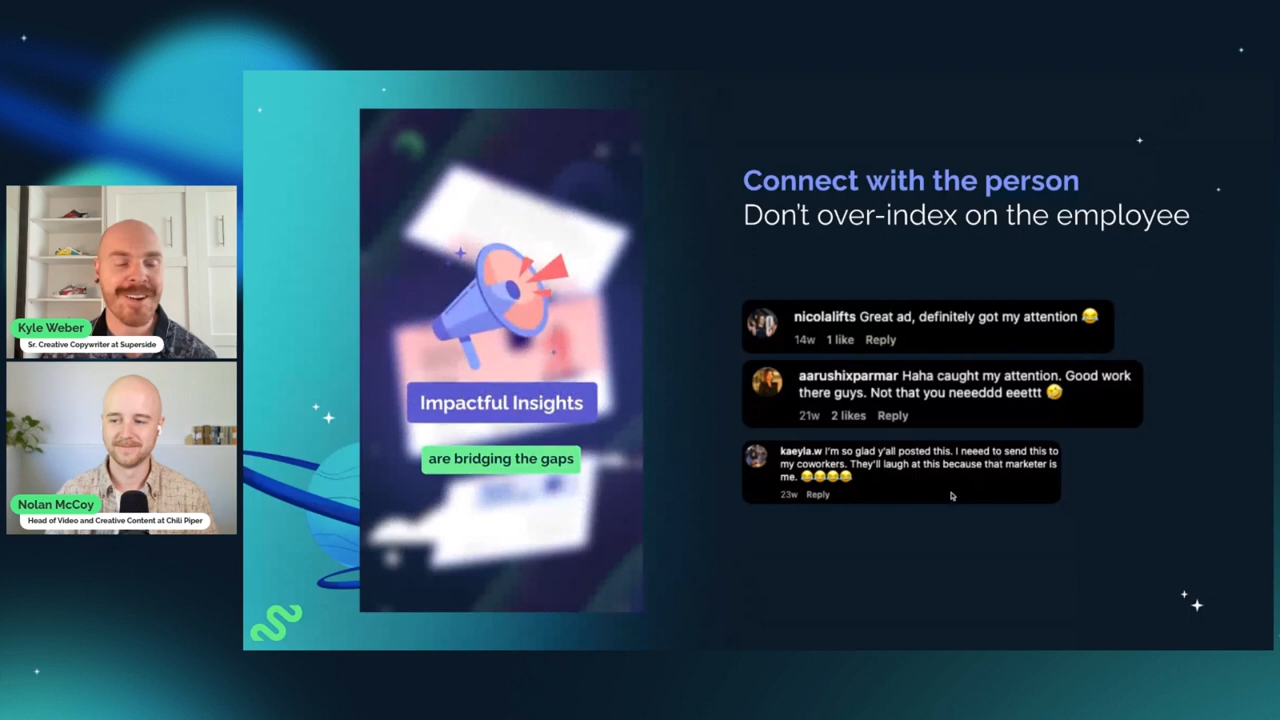 Kyle Weber
Sr. Creative Copywriter at Superside
Nolan McCoy
Head of Video and Creative Content at Chili Piper
Impactful Insights
are bridging the gaps
Connect with the person
Don't over-index on the employee
nicolalifts Great ad, definitely got my attention 😂
14w 1 like Reply
aarushixparmar Haha caught my attention. Good work
there guys. Not that you neeeddd eeettt 🤣
21w 2 likes Reply
kaeyla.w I'm so glad y'all posted this. I neeed to send this to
my coworkers. They'll laugh at this because that marketer is
me. 😂😂😂😂
23w Reply